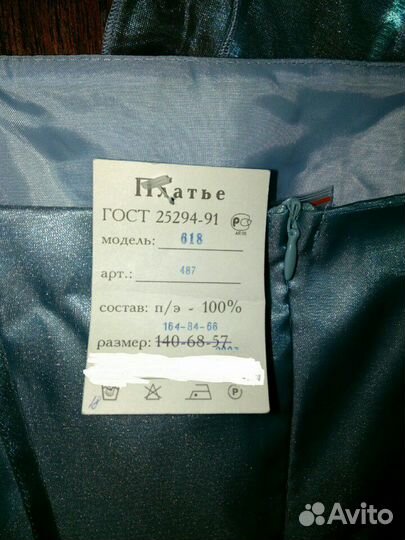 Платье
ГОСТ 25294-91
модель: 618
арт.: 487
состав: п/э - 100%
164-84-66
размер: 140-68-57
Р
Avito